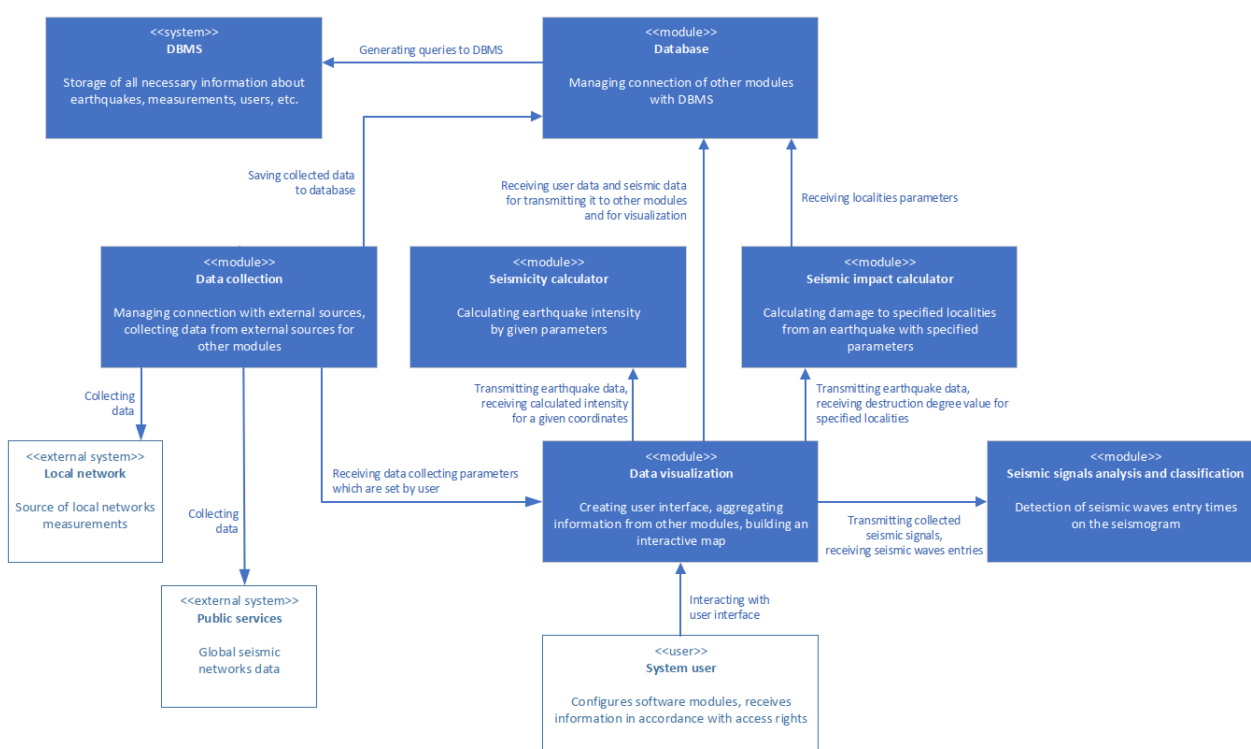 <<system>>
DBMS
Storage of all necessary information about
earthquakes, measurements, users, etc.
Generating queries to DBMS
<<module>>
Database
Managing connection of other modules
with DBMS
Saving collected data
to database
Receiving user data and seismic data
for transmitting it to other modules
and for visualization
Receiving localities parameters
<<module>>
Data collection
Managing connection with external sources,
collecting data from external sources for
other modules
<<module>>
Seismicity calculator
Calculating earthquake intensity
by given parameters
<<module>>
Seismic impact calculator
Calculating damage to specified localities
from an earthquake with specified
parameters
Collecting
data
Transmitting earthquake data,
receiving calculated intensity
for a given coordinates
Transmitting earthquake data,
receiving destruction degree value for
specified localities
<<external system>>
Local network
Source of local networks
measurements
Collecting
data
Receiving data collecting parameters
which are set by user
<<module>>
Data visualization
Creating user interface, aggregating
information from other modules, building an
interactive map
Transmitting collected
seismic signals,
receiving seismic waves entries
<<module>>
Seismic signals analysis and classification
Detection of seismic waves entry times
on the seismogram
<<external system>>
Public services
Global seismic
networks data
Interacting with
user interface
<<user>>
System user
Configures software modules, receives
information in accordance with access rights